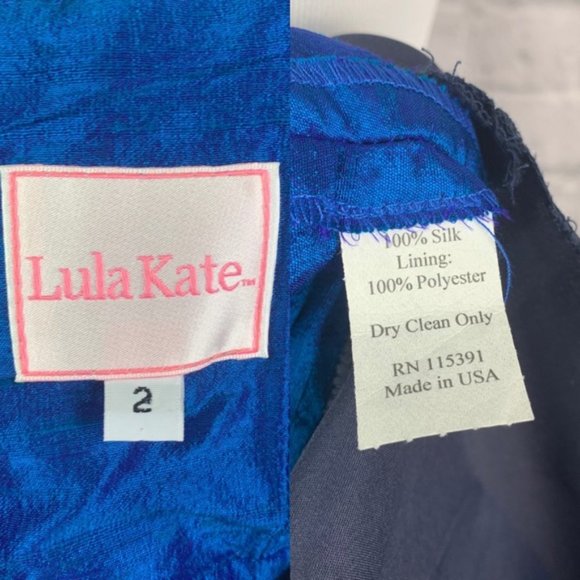 Lula Kate™
2
100% Silk
Lining:
100% Polyester
Dry Clean Only
RN 115391
Made in USA